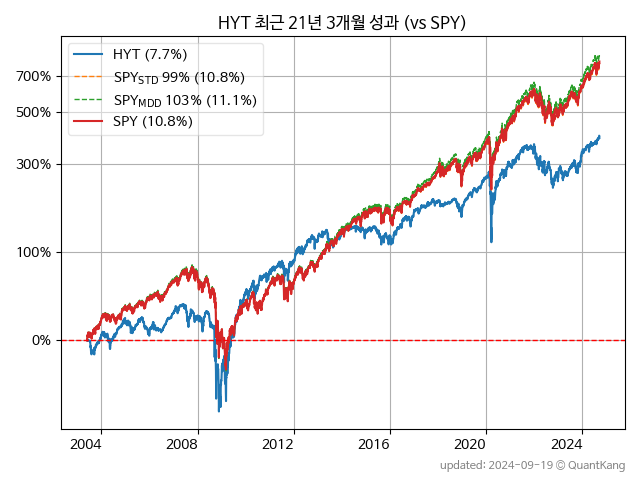 HYT 최근 21년 3개월 성과 (vs SPY)
HYT (7.7%)
SPY_STD 99% (10.8%)
SPY_MDD 103% (11.1%)
SPY (10.8%)
700%
500%
300%
100%
0%
2004 2008 2012 2016 2020 2024
updated: 2024-09-19 @ QuantKang